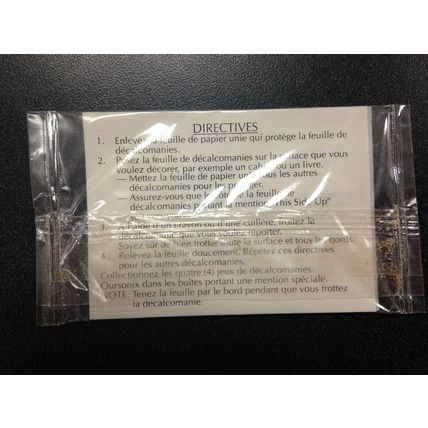 DIRECTIVES
1. Enlevez la feuille de papier unie qui protège la feuille de
décalcomanies.
2. Posez la feuille de décalcomanies sur la surface que vous
voulez décorer, par exemple un cahier ou un livre.
— Mettez la feuille de papier unie sous les autres
décalcomanies pour les protéger.
— Assurez-vous que le côté de la feuille de
décalcomanies portant la mention "This Side Up"
3. À l'aide d'un crayon ou d'une cuillère, frottez la
décalcomanie que vous voulez reporter.
Soyez sûr de bien frotter toute la surface et tous les bords.
4. Relevez la feuille doucement. Répétez ces directives
pour les autres décalcomanies.
Collectionnez les quatre (4) jeux de décalcomanies.
Oursonix dans les boîtes portant une mention spéciale.
NOTE: Tenez la feuille par le bord pendant que vous frottez
la décalcomanie.